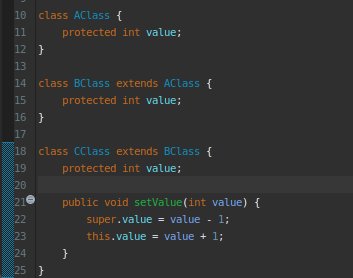 10 class AClass {
11     protected int value;
12 }
13
14 class BClass extends AClass {
15     protected int value;
16 }
17
18 class CClass extends BClass {
19     protected int value;
20
21     public void setValue(int value) {
22         super.value = value - 1;
23         this.value = value + 1;
24     }
25 }